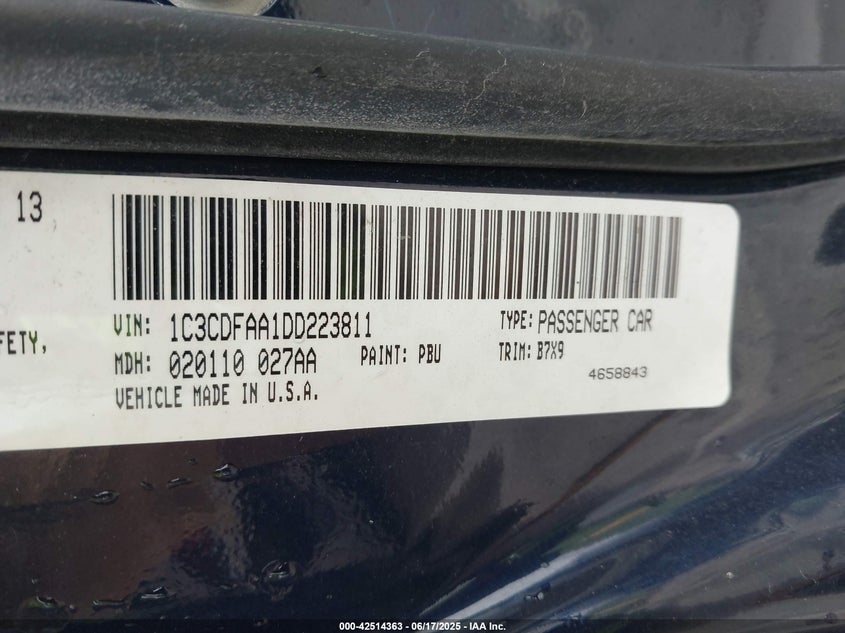 13
FETY,
VIN: 1C3CDFAA1DD223811 TYPE: PASSENGER CAR
MDH: 020110 027AA PAINT: PBU TRIM: B7X9
4658843
VEHICLE MADE IN U.S.A.
000-42514363 - 06/17/2025 - IAA Inc.